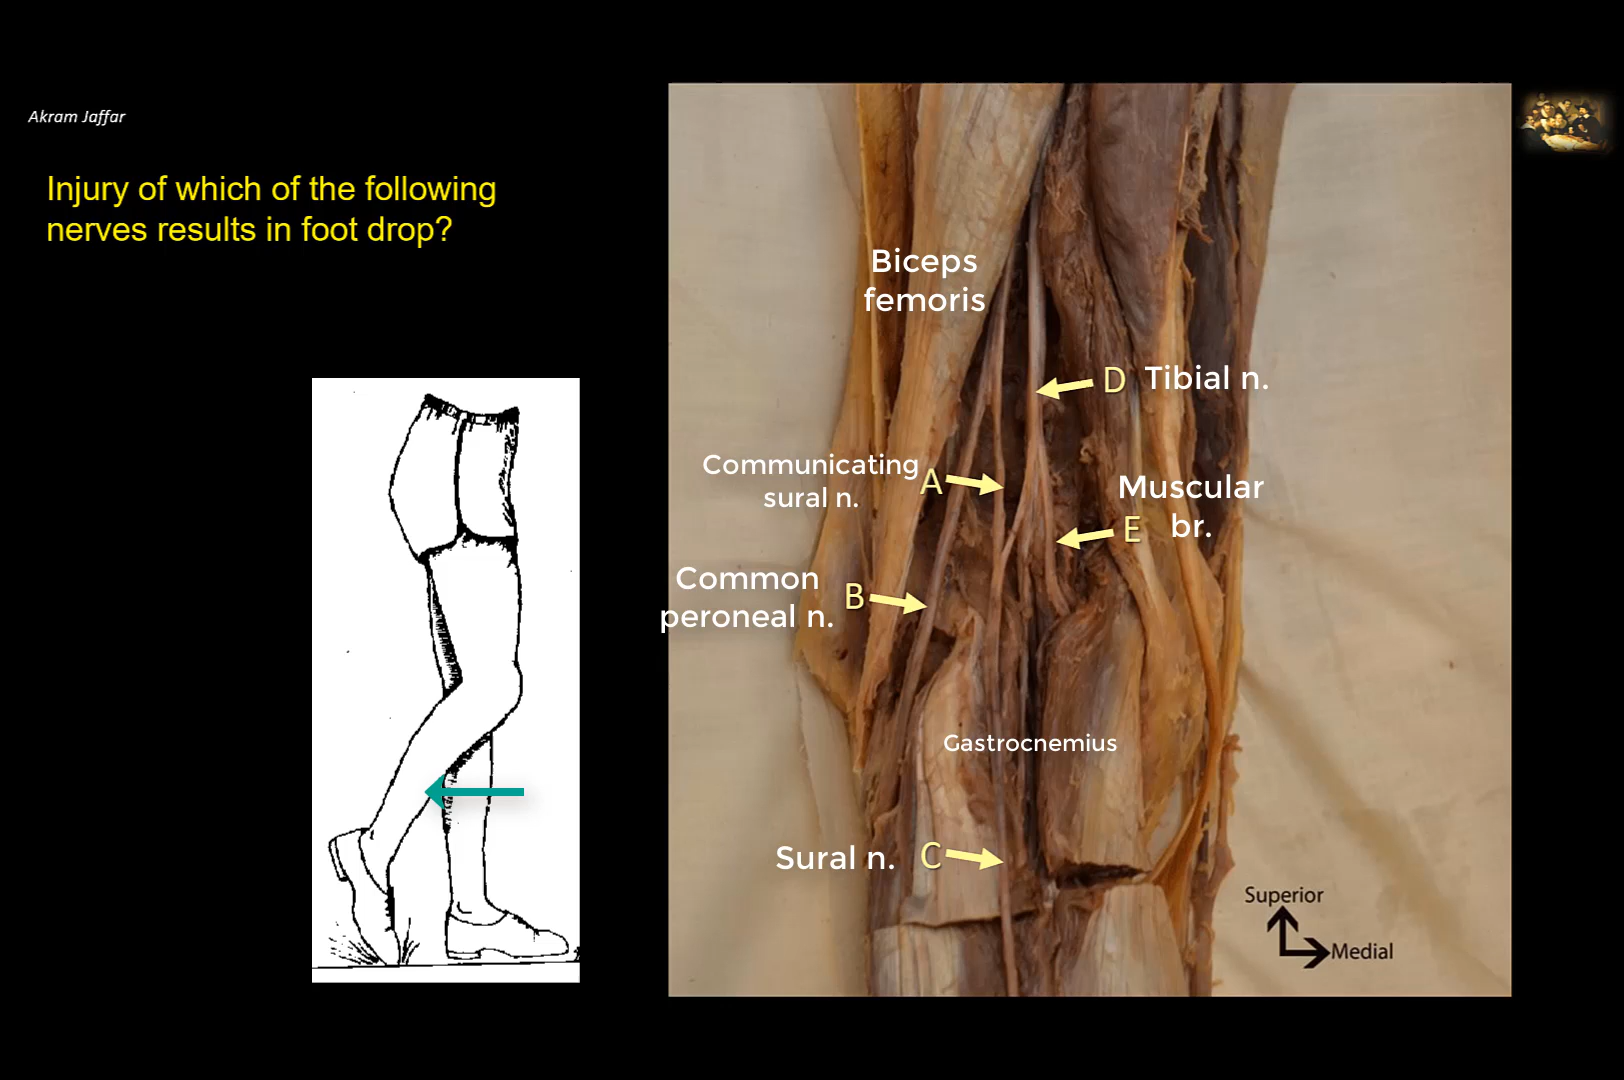 Akram Jaffar
Injury of which of the following
nerves results in foot drop?
Biceps
femoris
D Tibial n.
Communicating
sural n.
A
Muscular
br.
E
Common
peroneal n.
B
Gastrocnemius
Sural n. C
Superior
Medial